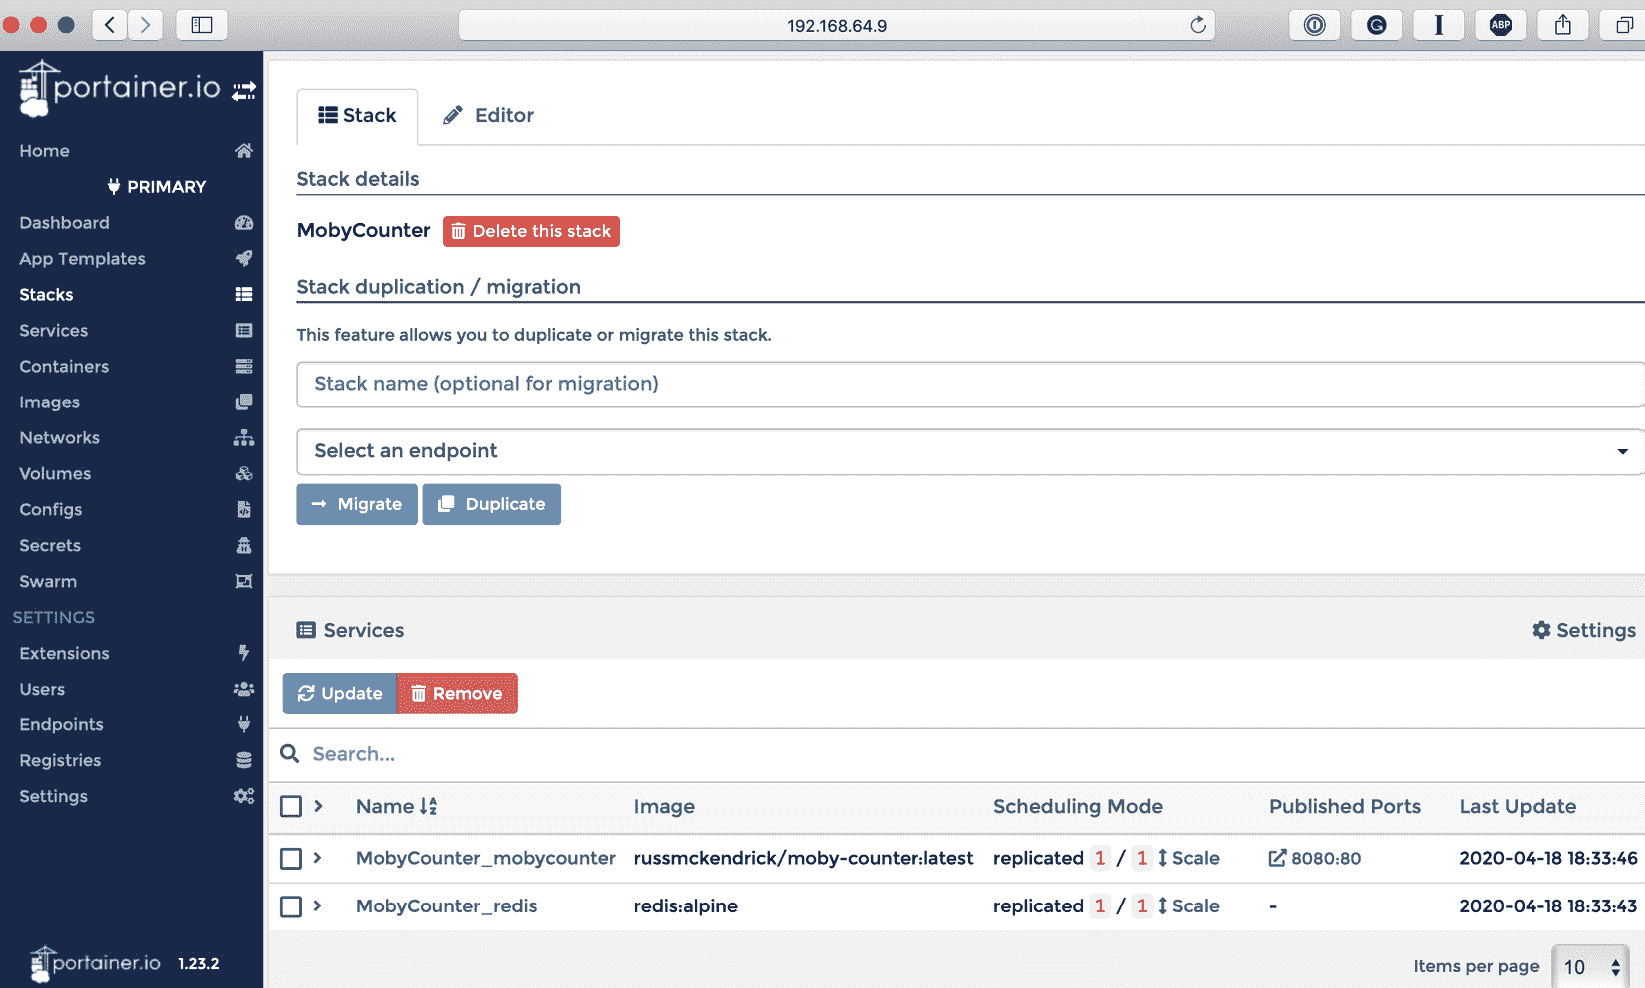 192.168.64.9
ABP
portainer.io
Home
PRIMARY
Dashboard
App Templates
Stacks
Services
Containers
Images
Networks
Volumes
Configs
Secrets
Swarm
SETTINGS
Extensions
Users
Endpoints
Registries
Settings
portainer.io 1.23.2
Stack Editor
Stack details
MobyCounter Delete this stack
Stack duplication / migration
This feature allows you to duplicate or migrate this stack.
Stack name (optional for migration)
Select an endpoint
Migrate Duplicate
Services Settings
Update Remove
Search...
Name Image Scheduling Mode Published Ports Last Update
MobyCounter_mobycounter russmckendrick/moby-counter:latest replicated 1 / 1 Scale 8080:80 2020-04-18 18:33:46
MobyCounter_redis redis:alpine replicated 1 / 1 Scale - 2020-04-18 18:33:43
Items per page 10